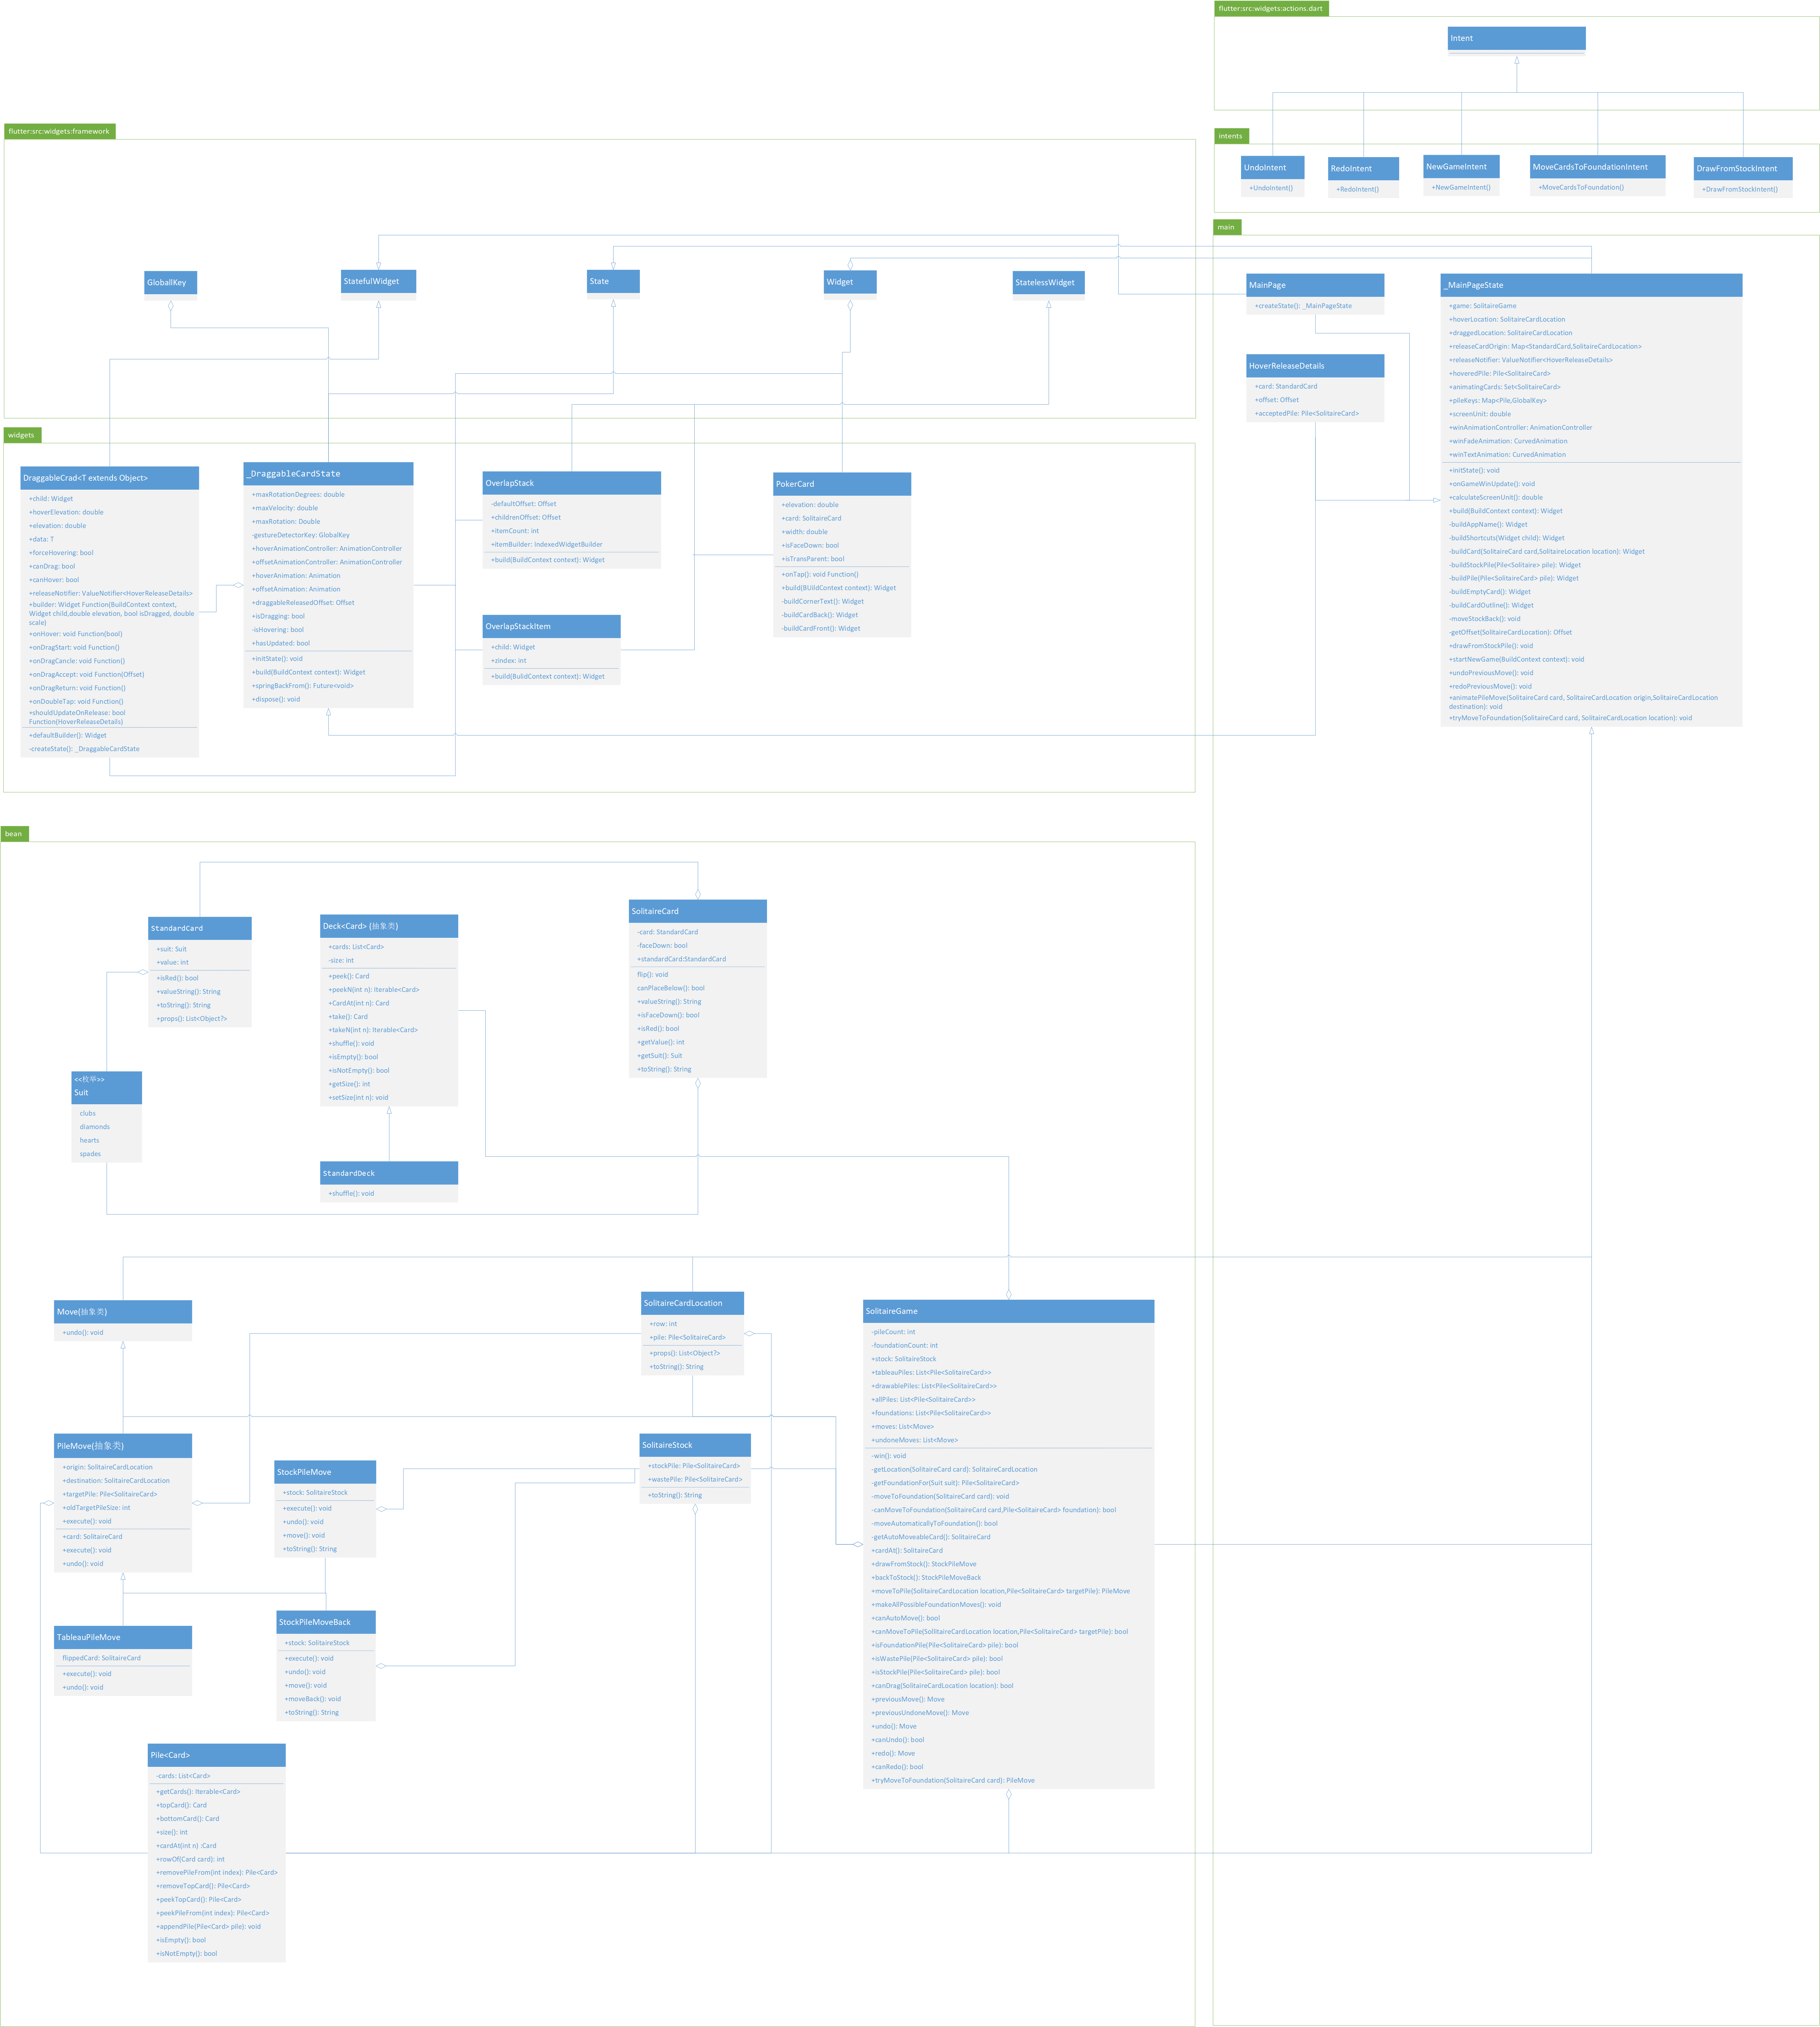 flutter:src:widgets:actions.dart
Intent
intents
UndoIntent
+UndoIntent()
RedoIntent
+RedoIntent()
NewGameIntent
+NewGameIntent()
MoveCardsToFoundationIntent
+MoveCardsToFoundation()
DrawFromStockIntent
+DrawFromStockIntent()
flutter:src:widgets:framework
GloballKey
StatefulWidget
State
Widget
StatelessWidget
main
MainPage
+createState(): _MainPageState
HoverReleaseDetails
+card: StandardCard
+offset: Offset
+acceptedPile: Pile<SolitaireCard>
_MainPageState
+game: SolitaireGame
+hoverLocation: SolitaireCardLocation
+draggedLocation: SolitaireCardLocation
+releaseCardOrigin: Map<StandardCard,SolitaireCardLocation>
+releaseNotifier: ValueNotifier<HoverReleaseDetails>
+hoveredPile: Pile<SolitaireCard>
+animatingCards: Set<SolitaireCard>
+pileKeys: Map<Pile,GlobalKey>
+screenUnit: double
+winAnimationController: AnimationController
+winFadeAnimation: CurvedAnimation
+winTextAnimation: CurvedAnimation
+initState(): void
+onGameWinUpdate(): void
+calculateScreenUnit(): double
+build(BuildContext context): Widget
-buildAppName(): Widget
-buildShortcuts(Widget child): Widget
-buildCard(SolitaireCard card,SolitaireLocation location): Widget
-buildStockPile(Pile<Solitaire> pile): Widget
-buildPile(Pile<SolitaireCard> pile): Widget
-buildEmptyCard(): Widget
-buildCardOutline(): Widget
-moveStockBack(): void
-getOffset(SolitaireCardLocation): Offset
+drawFromStockPile(): void
+startNewGame(BuildContext context): void
+undoPreviousMove(): void
+redoPreviousMove(): void
+animatePileMove(SolitaireCard card, SolitaireCardLocation origin,SolitaireCardLocation
destination): void
+tryMoveToFoundation(SolitaireCard card, SolitaireCardLocation location): void
widgets
DraggableCrad<T extends Object>
+child: Widget
+hoverElevation: double
+elevation: double
+data: T
+forceHovering: bool
+canDrag: bool
+canHover: bool
+releaseNotifier: ValueNotifier<HoverReleaseDetails>
+builder: Widget Function(BuildContext context,
Widget child,double elevation, bool isDragged, double
scale)
+onHover: void Function(bool)
+onDragStart: void Function()
+onDragCancle: void Function()
+onDragAccept: void Function(Offset)
+onDragReturn: void Function()
+onDoubleTap: void Function()
+shouldUpdateOnRelease: bool
Function(HoverReleaseDetails)
+defaultBuilder(): Widget
-createState(): _DraggableCardState
_DraggableCardState
+maxRotationDegrees: double
+maxVelocity: double
+maxRotation: Double
-gestureDetectorKey: GlobalKey
+hoverAnimationController: AnimationController
+offsetAnimationController: AnimationController
+hoverAnimation: Animation
+offsetAnimation: Animation
+draggableReleasedOffset: Offset
+isDragging: bool
-isHovering: bool
+hasUpdated: bool
+initState(): void
+build(BuildContext context): Widget
+springBackFrom(): Future<void>
+dispose(): void
OverlapStack
-defaultOffset: Offset
+childrenOffset: Offset
+itemCount: int
+itemBuilder: IndexedWidgetBuilder
+build(BuildContext context): Widget
OverlapStackItem
+child: Widget
+zindex: int
+build(BulidContext context): Widget
PokerCard
+elevation: double
+card: SolitaireCard
+width: double
+isFaceDown: bool
+isTransParent: bool
+onTap(): void Function()
+build(BUildContext context): Widget
-buildCornerText(): Widget
-buildCardBack(): Widget
-buildCardFront(): Widget
bean
StandardCard
+suit: Suit
+value: int
+isRed(): bool
+valueString(): String
+toString(): String
+props(): List<Object?>
<<枚举>>
Suit
clubs
diamonds
hearts
spades
Deck<Card> (抽象类)
+cards: List<Card>
-size: int
+peek(): Card
+peekN(int n): Iterable<Card>
+CardAt(int n): Card
+take(): Card
+takeN(int n): Iterable<Card>
+shuffle(): void
+isEmpty(): bool
+isNotEmpty(): bool
+getSize(): int
+setSize(int n): void
StandardDeck
+shuffle(): void
SolitaireCard
-card: StandardCard
-faceDown: bool
+standardCard:StandardCard
flip(): void
canPlaceBelow(): bool
+valueString(): String
+isFaceDown(): bool
+isRed(): bool
+getValue(): int
+getSuit(): Suit
+toString(): String
Move(抽象类)
+undo(): void
PileMove(抽象类)
+origin: SolitaireCardLocation
+destination: SolitaireCardLocation
+targetPile: Pile<SolitaireCard>
+oldTargetPileSize: int
+execute(): void
+card: SolitaireCard
+execute(): void
+undo(): void
TableauPileMove
flippedCard: SolitaireCard
+execute(): void
+undo(): void
StockPileMove
+stock: SolitaireStock
+execute(): void
+undo(): void
+move(): void
+toString(): String
StockPileMoveBack
+stock: SolitaireStock
+execute(): void
+undo(): void
+move(): void
+moveBack(): void
+toString(): String
SolitaireCardLocation
+row: int
+pile: Pile<SolitaireCard>
+props(): List<Object?>
+toString(): String
SolitaireStock
+stockPile: Pile<SolitaireCard>
+wastePile: Pile<SolitaireCard>
+toString(): String
SolitaireGame
-pileCount: int
-foundationCount: int
+stock: SolitaireStock
+tableauPiles: List<Pile<SolitaireCard>>
+drawablePiles: List<Pile<SolitaireCard>>
+allPiles: List<Pile<SolitaireCard>>
+foundations: List<Pile<SolitaireCard>>
+moves: List<Move>
+undoneMoves: List<Move>
-win(): void
-getLocation(SolitaireCard card): SolitaireCardLocation
-getFoundationFor(Suit suit): Pile<SolitaireCard>
-moveToFoundation(SolitaireCard card): void
-canMoveToFoundation(SolitaireCard card,Pile<SolitaireCard> foundation): bool
-moveAutomaticallyToFoundation(): bool
-getAutoMoveableCard(): SolitaireCard
+cardAt(): SolitaireCard
+drawFromStock(): StockPileMove
+backToStock(): StockPileMoveBack
+moveToPile(SolitaireCardLocation location,Pile<SolitaireCard> targetPile): PileMove
+makeAllPossibleFoundationMoves(): void
+canAutoMove(): bool
+canMoveToPile(SollitaireCardLocation location,Pile<SolitaireCard> targetPile): bool
+isFoundationPile(Pile<SolitaireCard> pile): bool
+isWastePile(Pile<SolitaireCard> pile): bool
+isStockPile(Pile<SolitaireCard> pile): bool
+canDrag(SolitaireCardLocation location): bool
+previousMove(): Move
+previousUndoneMove(): Move
+undo(): Move
+canUndo(): bool
+redo(): Move
+canRedo(): bool
+tryMoveToFoundation(SolitaireCard card): PileMove
Pile<Card>
-cards: List<Card>
+getCards(): Iterable<Card>
+topCard(): Card
+bottomCard(): Card
+size(): int
+cardAt(int n) :Card
+rowOf(Card card): int
+removePileFrom(int index): Pile<Card>
+removeTopCard(): Pile<Card>
+peekTopCard(): Pile<Card>
+peekPileFrom(int index): Pile<Card>
+appendPile(Pile<Card> pile): void
+isEmpty(): bool
+isNotEmpty(): bool